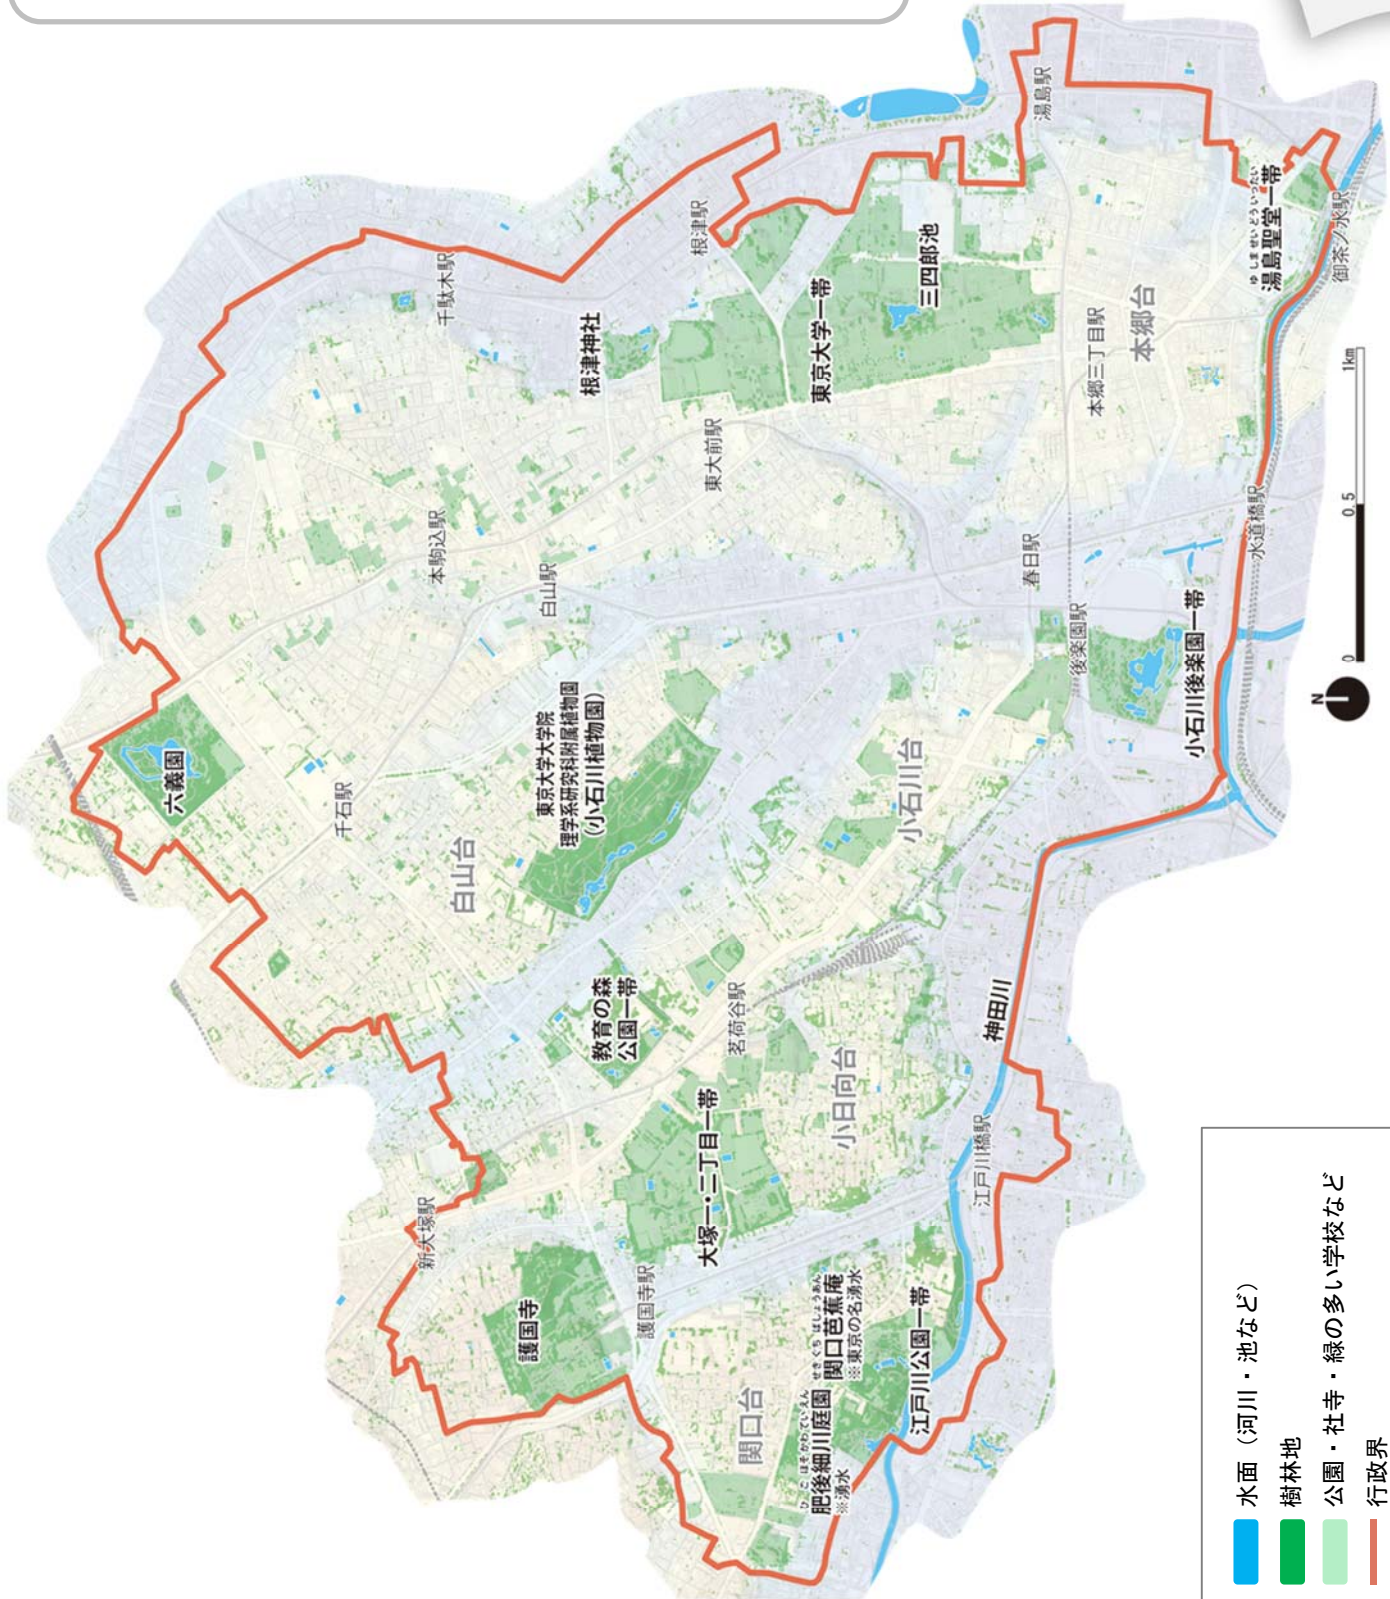 六義園
千石駅
白山台
東京大学大学院
理学系研究科附属植物園
(小石川植物園)
本駒込駅
白山駅
千駄木駅
根津神社
根津駅
東大前駅
東京大学一帯
三四郎池
湯島駅
本郷三丁目駅
本郷台
ゆしませいどういったい
湯島聖堂一帯
御茶ノ水駅
水道橋駅
春日駅
後楽園駅
小石川後楽園一帯
小石川台
教育の森
公園一帯
茗荷谷駅
小日向台
神田川
江戸川橋駅
大塚一・二丁目一帯
新大塚駅
護国寺
護国寺駅
関口台
せきぐちばしょうあん
関口芭蕉庵
※東京の名湧水
ひごほそかわていえん
肥後細川庭園
※湧水
江戸川公園一帯
N
0
0.5
1km
水面(河川・池など)
樹林地
公園・社寺・緑の多い学校など
行政界